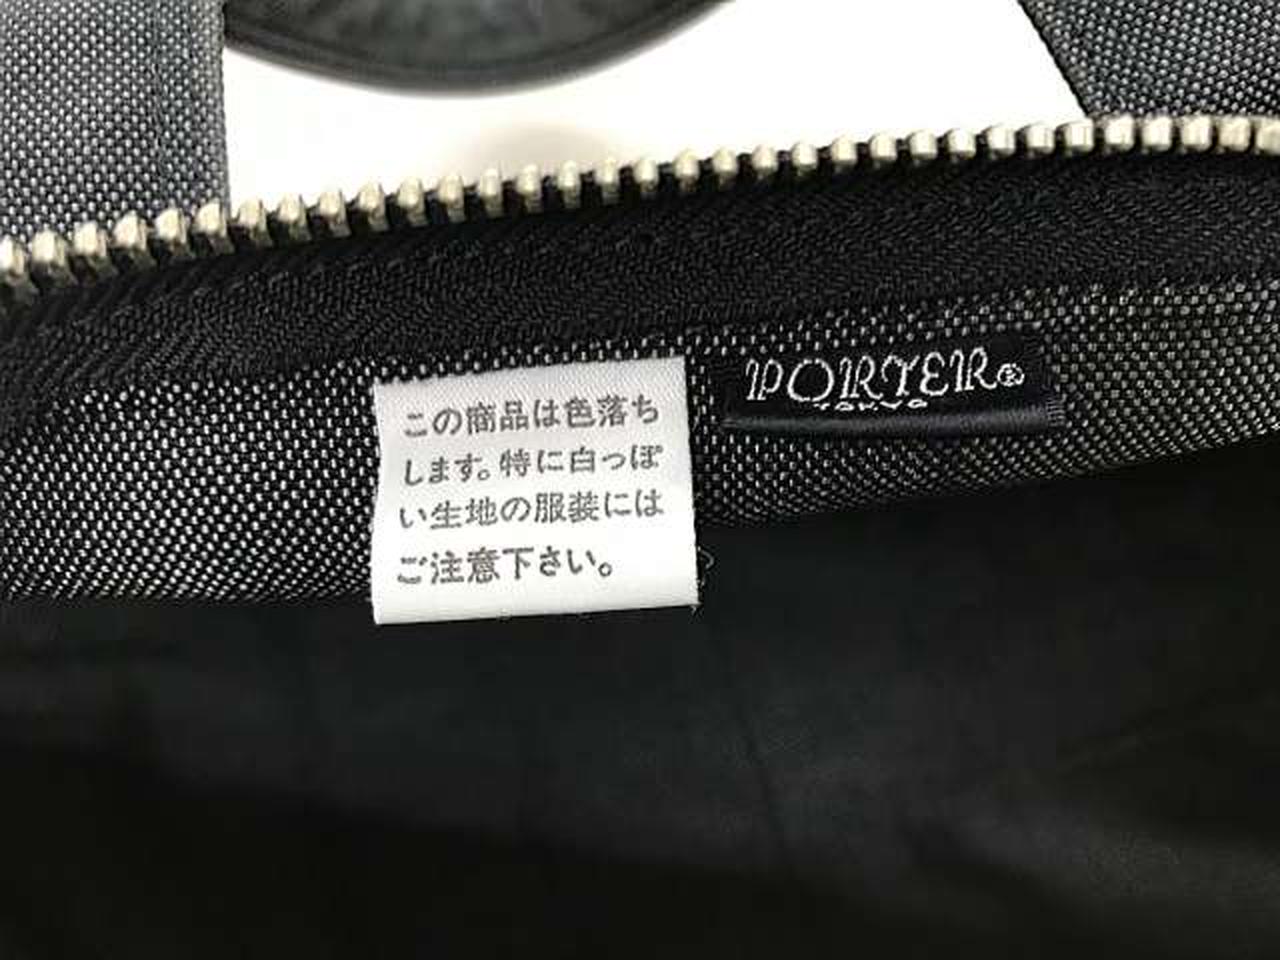 この商品は色落ち
します。特に白っぽ
い生地の服装には
ご注意下さい。
PORTER®
TOKYO